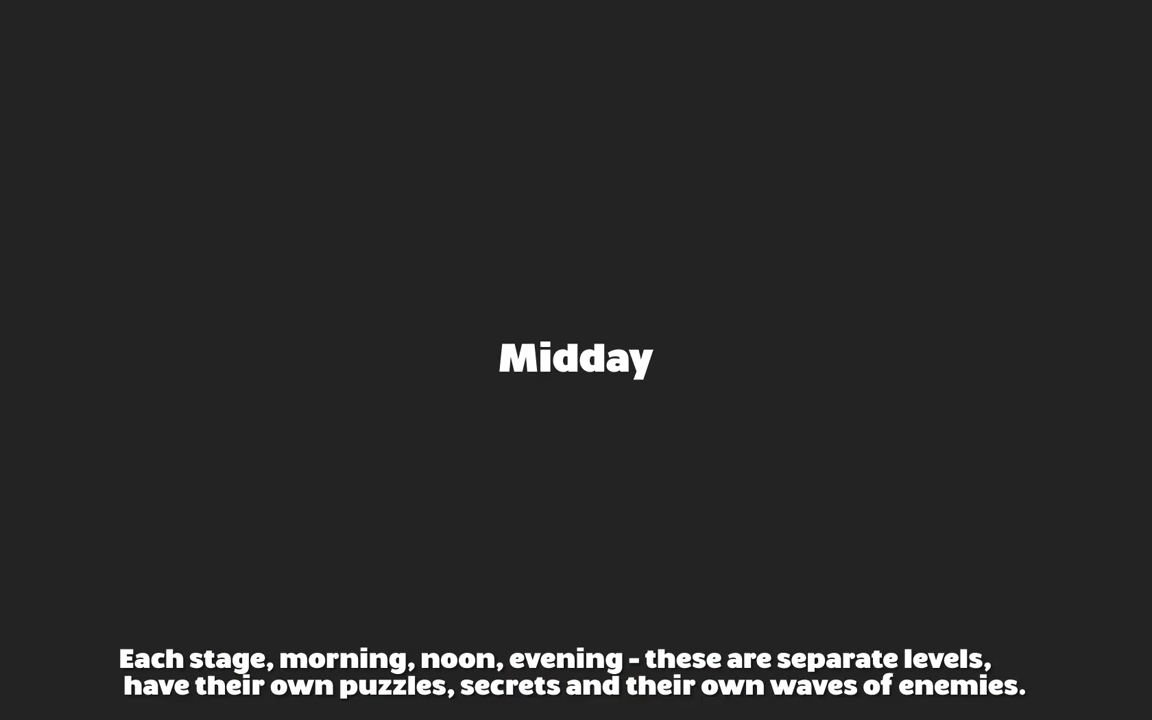 Midday
Each stage, morning, noon, evening - these are separate levels,
have their own puzzles, secrets and their own waves of enemies.